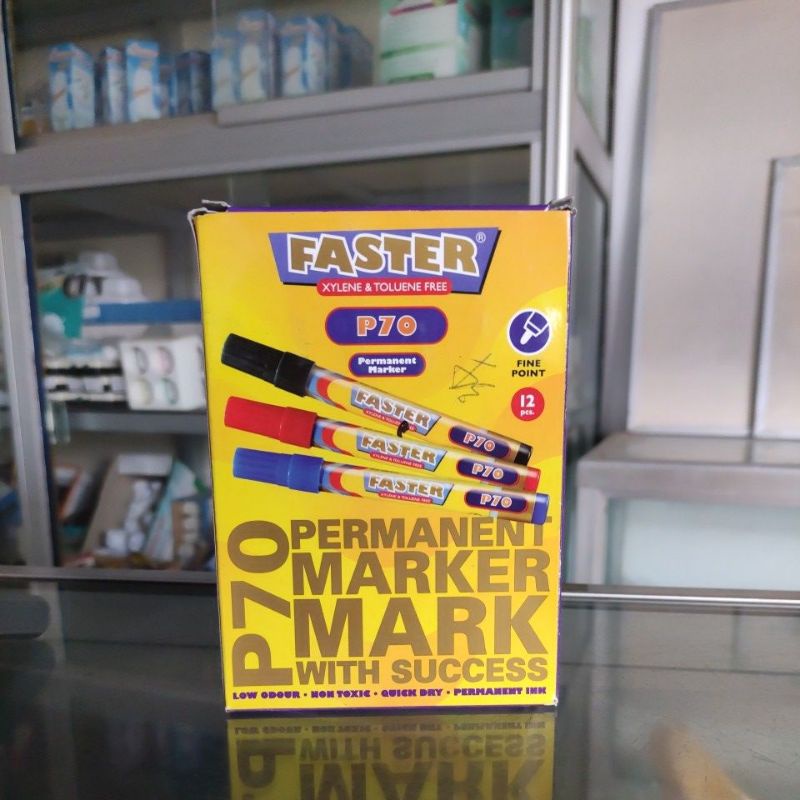 FASTER®
XYLENE & TOLUENE FREE
P70
Permanent
Marker
FINE
POINT
12
pcs.
FASTER
XYLENE & TOLUENE FREE
P70
FASTER
XYLENE & TOLUENE FREE
P70
FASTER
XYLENE & TOLUENE FREE
P70
P70
PERMANENT
MARKER
MARK
WITH SUCCESS
LOW ODOUR · NON TOXIC · QUICK DRY · PERMANENT INK